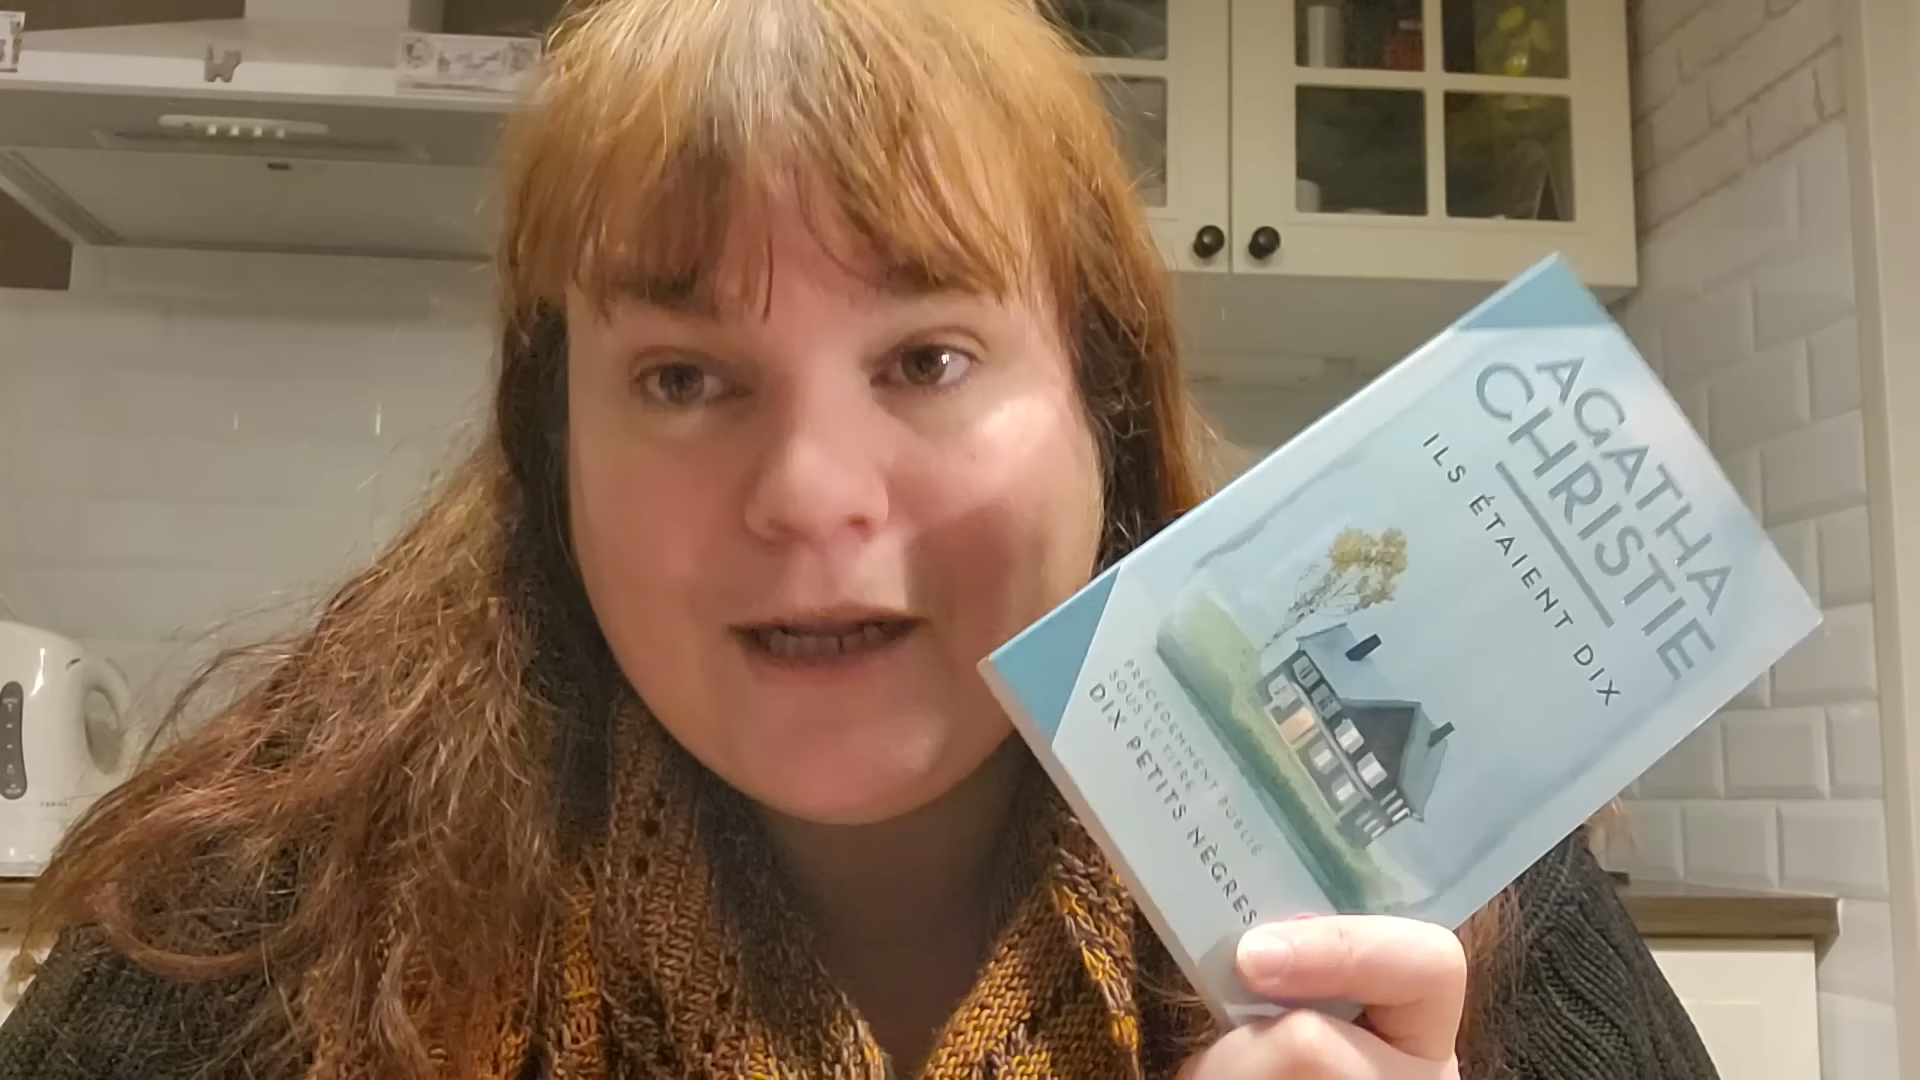 AGATHA
CHRISTIE
ILS ÉTAIENT DIX
PRÉCÉDEMMENT PUBLIÉ
SOUS LE TITRE
DIX PETITS NÈGRES